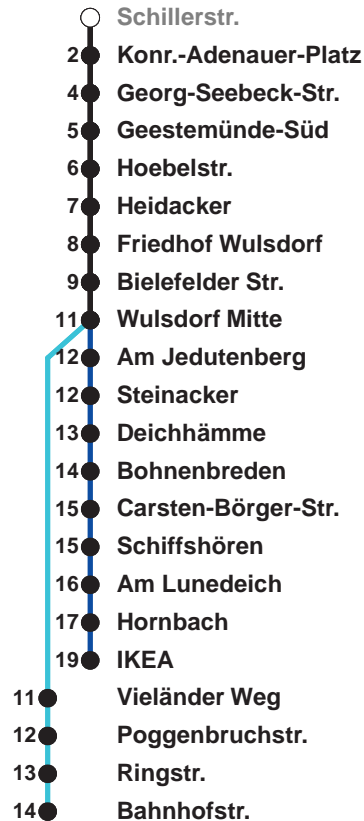 Schillerstr.
2 Konr.-Adenauer-Platz
4 Georg-Seebeck-Str.
5 Geestemünde-Süd
6 Hoebelstr.
7 Heidacker
8 Friedhof Wulsdorf
9 Bielefelder Str.
11 Wulsdorf Mitte
12 Am Jedutenberg
12 Steinacker
13 Deichhämme
14 Bohnenbreden
15 Carsten-Börger-Str.
15 Schiffshören
16 Am Lunedeich
17 Hornbach
19 IKEA
11 Vieländer Weg
12 Poggenbruchstr.
13 Ringstr.
14 Bahnhofstr.